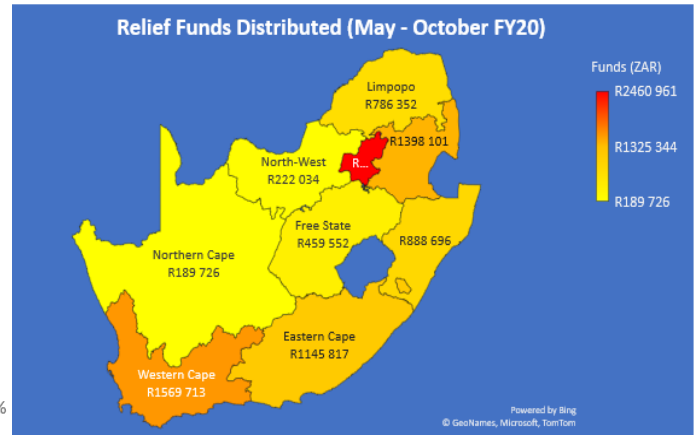 Relief Funds Distributed (May - October FY20)
Funds (ZAR)
R2460 961
R1325 344
R189 726
Limpopo
R786 352
R1398 101
North-West
R222 034
R...
Free State
R459 552
R888 696
Northern Cape
R189 726
Eastern Cape
R1145 817
Western Cape
R1569 713
%
Powered by Bing
© GeoNames, Microsoft, TomTom